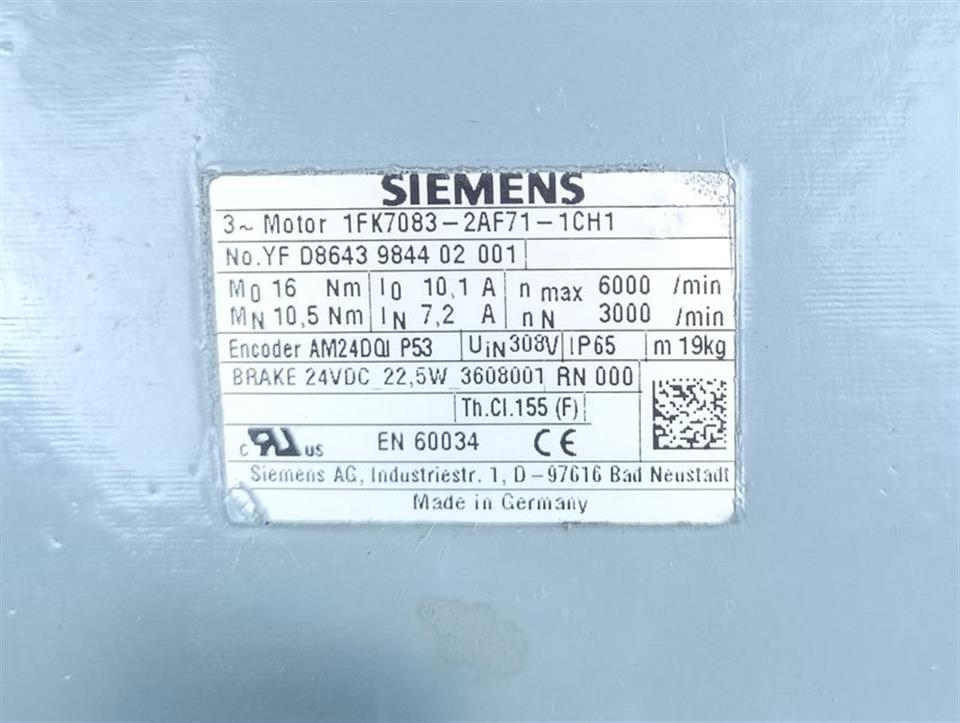 SIEMENS
3~ Motor 1FK7083-2AF71-1CH1
No.YF D8643 9844 02 001
M0 16 Nm I0 10,1 A n max 6000 /min
MN 10,5 Nm IN 7,2 A nN 3000 /min
Encoder AM24DQI P53 UIN 308V IP65 m 19kg
BRAKE 24VDC 22,5W 3608001 RN 000
Th.Cl.155 (F)
c RU us EN 60034 CE
Siemens AG, Industriestr. 1, D-97616 Bad Neustadt
Made in Germany